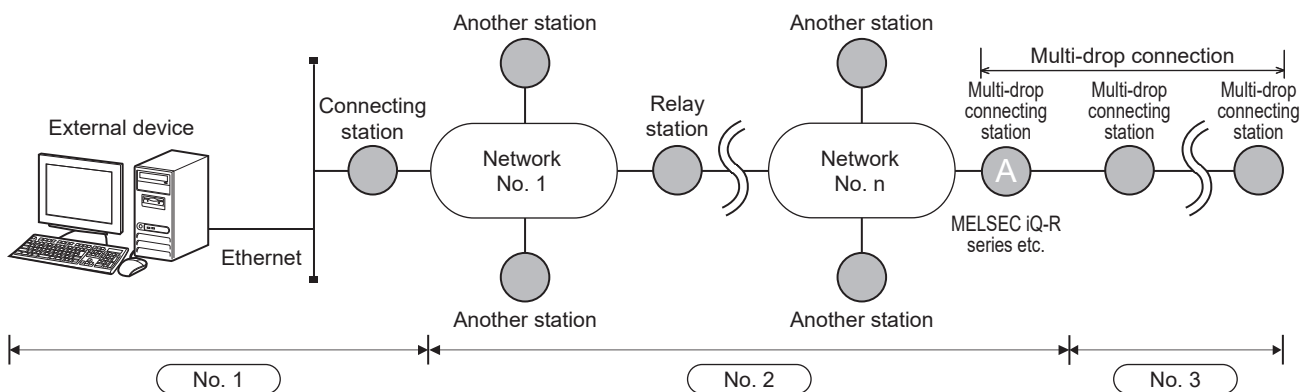 Another station
Another station
Multi-drop connection
External device
Connecting
station
Relay
station
Multi-drop
connecting
station
Multi-drop
connecting
station
Multi-drop
connecting
station
Network
No. 1
Network
No. n
A
Ethernet
MELSEC iQ-R
series etc.
Another station
Another station
No. 1
No. 2
No. 3